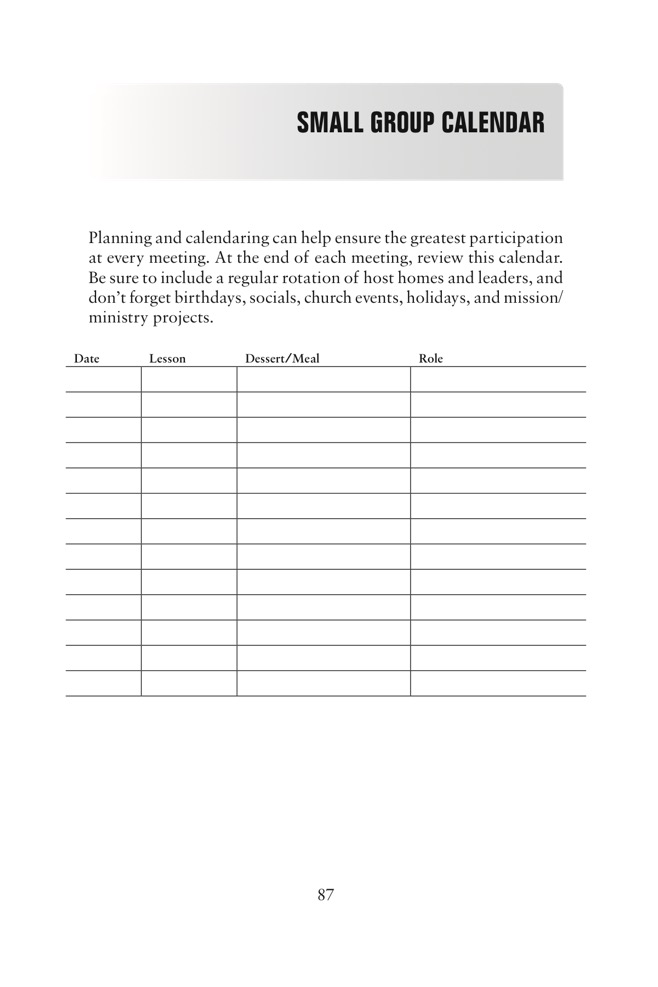 SMALL GROUP CALENDAR
Planning and calendaring can help ensure the greatest participation
at every meeting. At the end of each meeting, review this calendar.
Be sure to include a regular rotation of host homes and leaders, and
don’t forget birthdays, socials, church events, holidays, and mission/
ministry projects.
Date Lesson Dessert/Meal Role
87